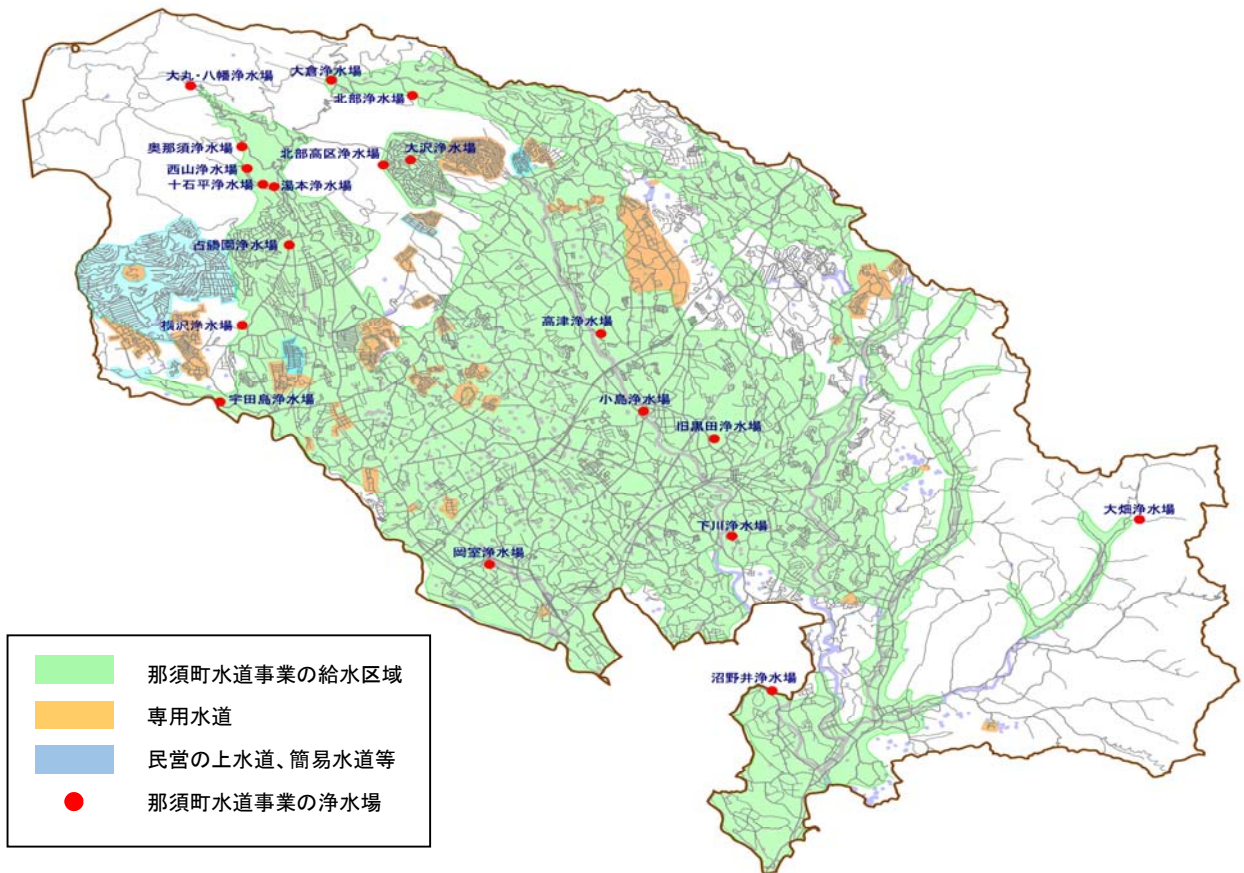 大丸・八幡浄水場
大倉浄水場
北部浄水場
奥那須浄水場
北部高区浄水場
大沢浄水場
西山浄水場
十石平浄水場
湯本浄水場
古勝園浄水場
横沢浄水場
高津浄水場
宇田島浄水場
小島浄水場
旧黒田浄水場
大畑浄水場
下川浄水場
岡室浄水場
沼野井浄水場
那須町水道事業の給水区域
専用水道
民営の上水道、簡易水道等
那須町水道事業の浄水場